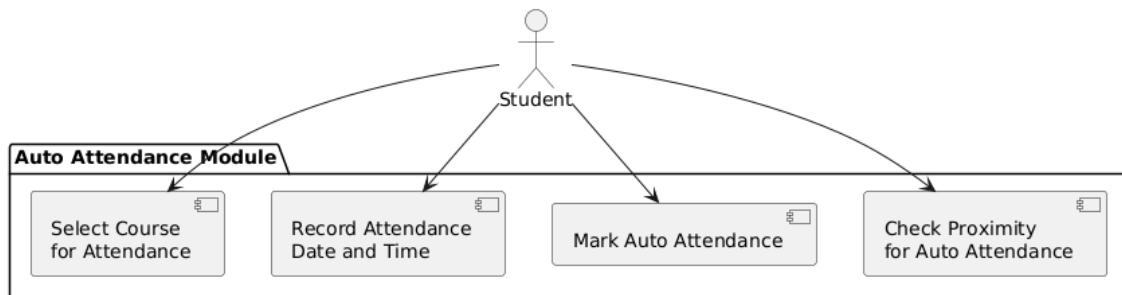 Student
Auto Attendance Module
Select Course
for Attendance
Record Attendance
Date and Time
Mark Auto Attendance
Check Proximity
for Auto Attendance